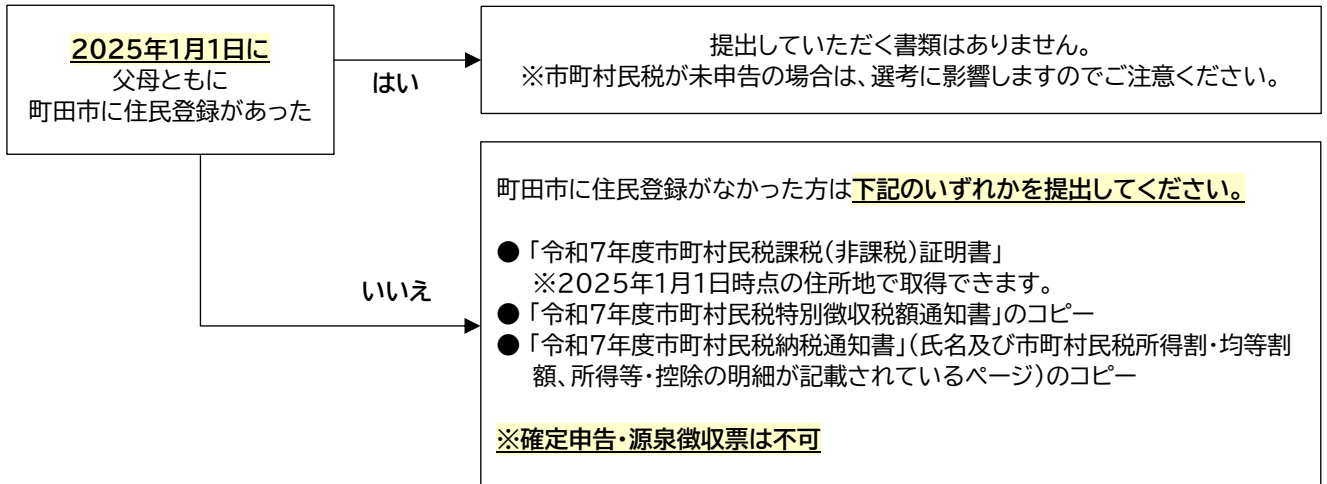 2025年1月1日に
父母ともに
町田市に住民登録があった
はい
提出していただく書類はありません。
※市町村民税が未申告の場合は、選考に影響しますのでご注意ください。
いいえ
町田市に住民登録がなかった方は下記のいずれかを提出してください。
●「令和7年度市町村民税課税(非課税)証明書」
※2025年1月1日時点の住所地で取得できます。
●「令和7年度市町村民税特別徴収税額通知書」のコピー
●「令和7年度市町村民税納税通知書」(氏名及び市町村民税所得割・均等割
額、所得等・控除の明細が記載されているページ)のコピー
※確定申告・源泉徴収票は不可